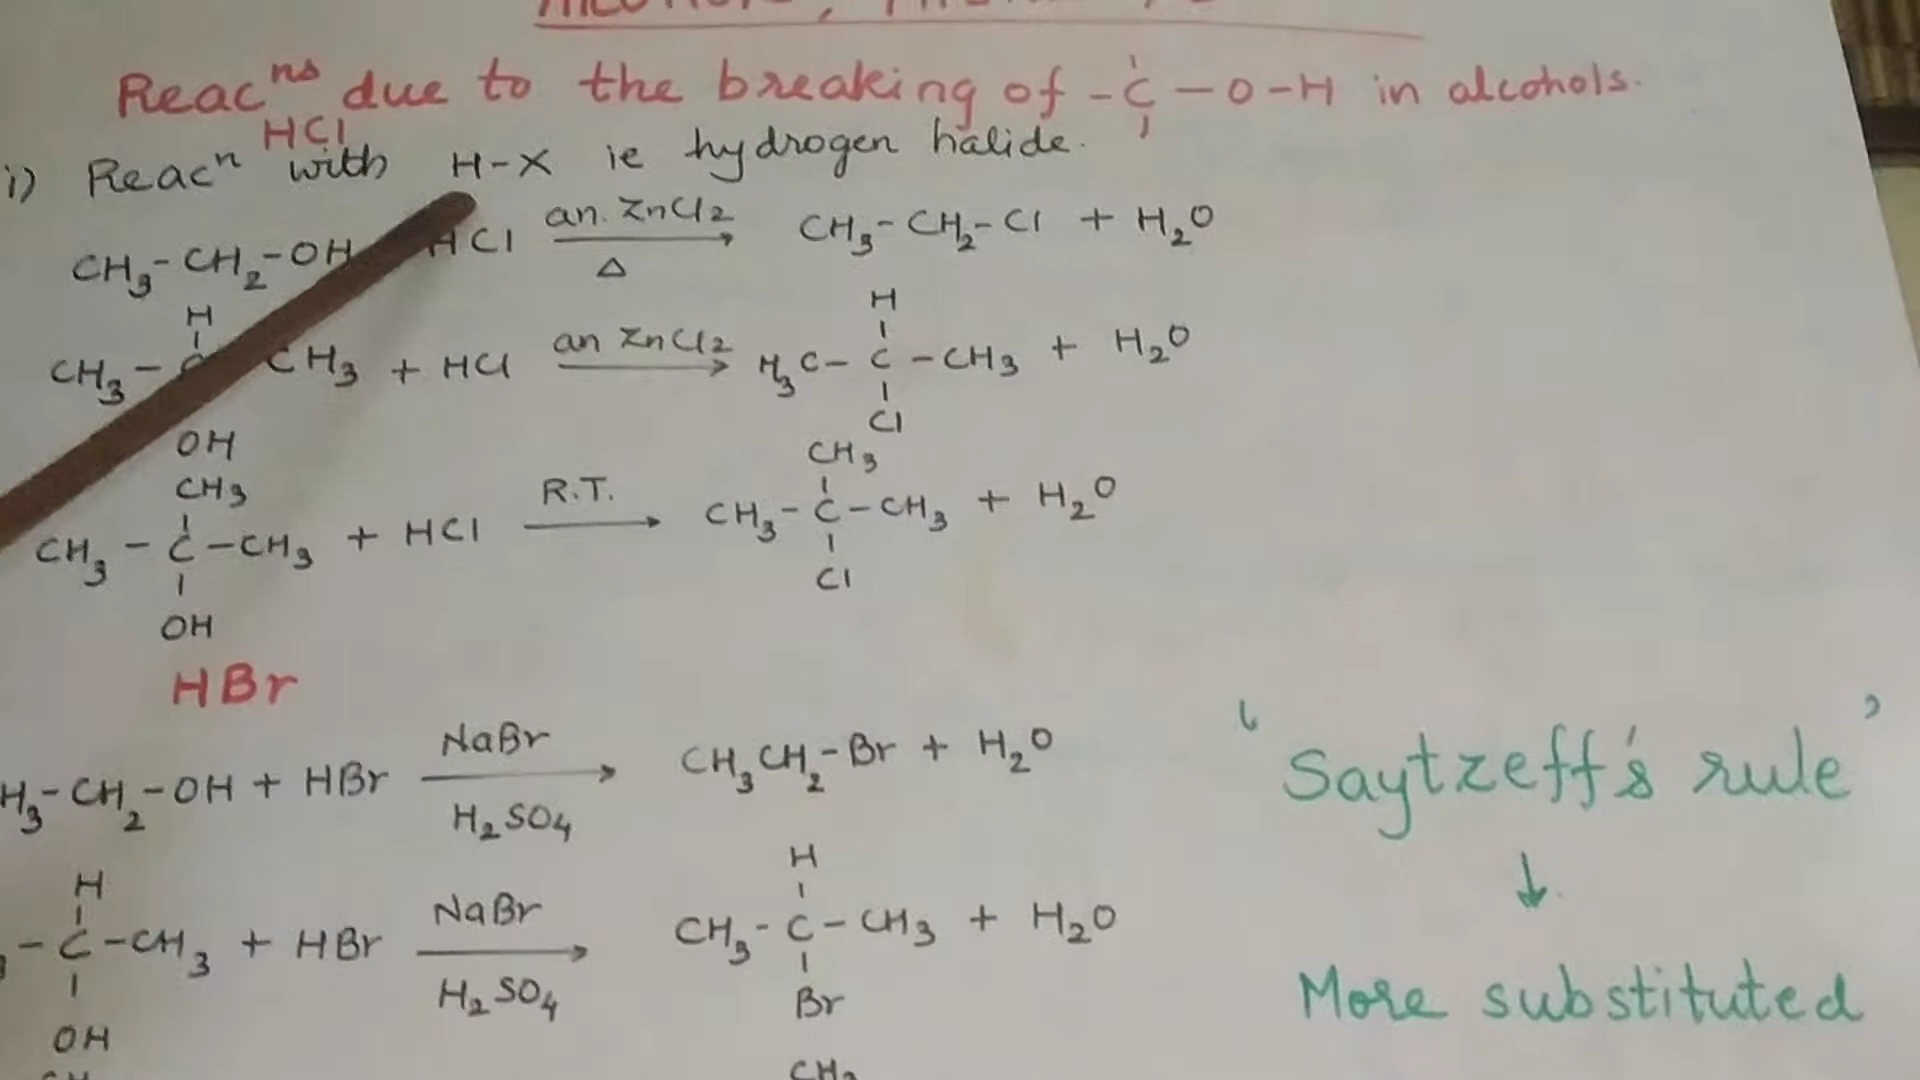 Reacⁿˢ due to the breaking of -C-O-H in alcohols.
HCl
i) Reacⁿ with H-X ie hydrogen halide.
CH₃-CH₂-OH HCl an. ZnCl₂ Δ CH₃-CH₂-Cl + H₂O
H H
CH₃- CH₃ + HCl an ZnCl₂ H₃C-C-CH₃ + H₂O
OH Cl
CH₃ CH₃
CH₃-C-CH₃ + HCl R.T. CH₃-C-CH₃ + H₂O
OH Cl
HBr
H₃-CH₂-OH + HBr NaBr H₂SO₄ CH₃CH₂-Br + H₂O
H H
-C-CH₃ + HBr NaBr H₂SO₄ CH₃-C-CH₃ + H₂O
OH Br
'Saytzeff's rule'
↓
More substituted